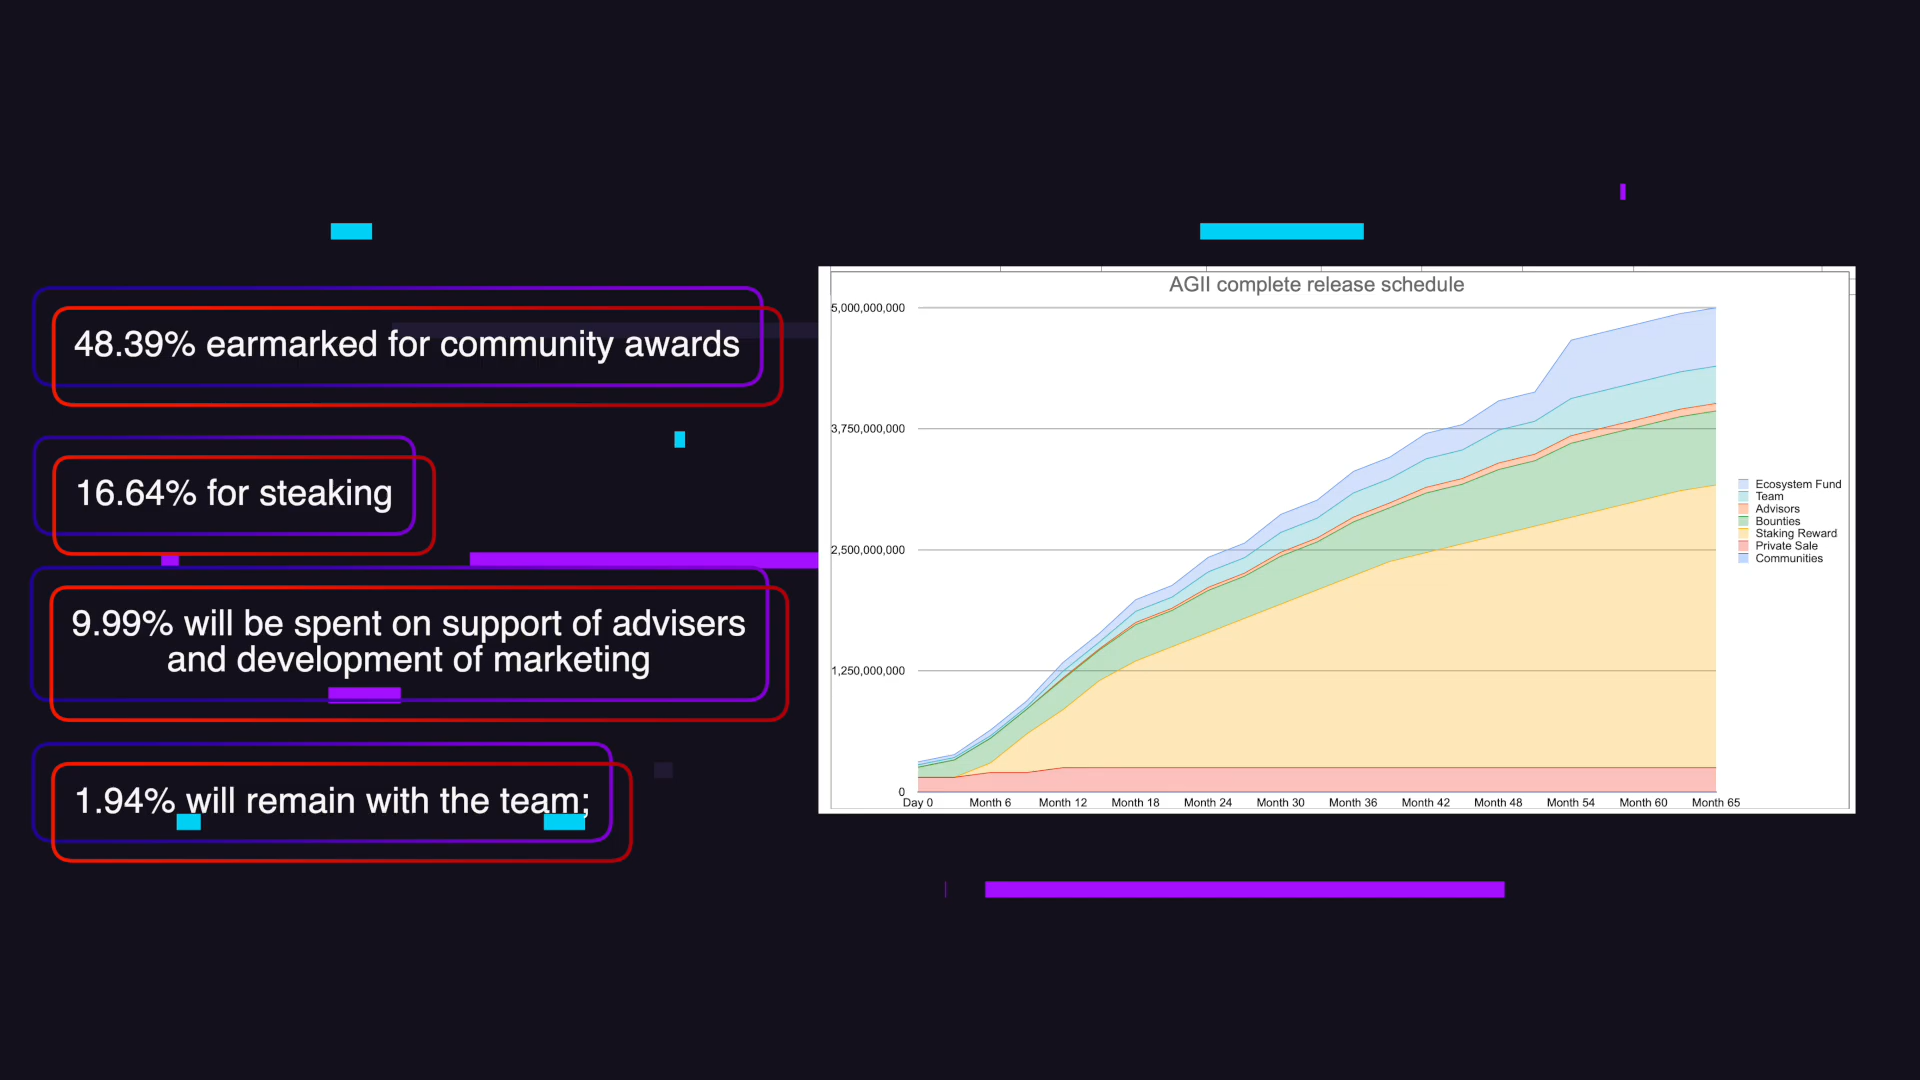 48.39% earmarked for community awards
16.64% for steaking
9.99% will be spent on support of advisers
and development of marketing
1.94% will remain with the team;
AGII complete release schedule
5,000,000,000
3,750,000,000
2,500,000,000
1,250,000,000
0
Day 0 Month 6 Month 12 Month 18 Month 24 Month 30 Month 36 Month 42 Month 48 Month 54 Month 60 Month 65
Ecosystem Fund
Team
Advisors
Bounties
Staking Reward
Private Sale
Communities